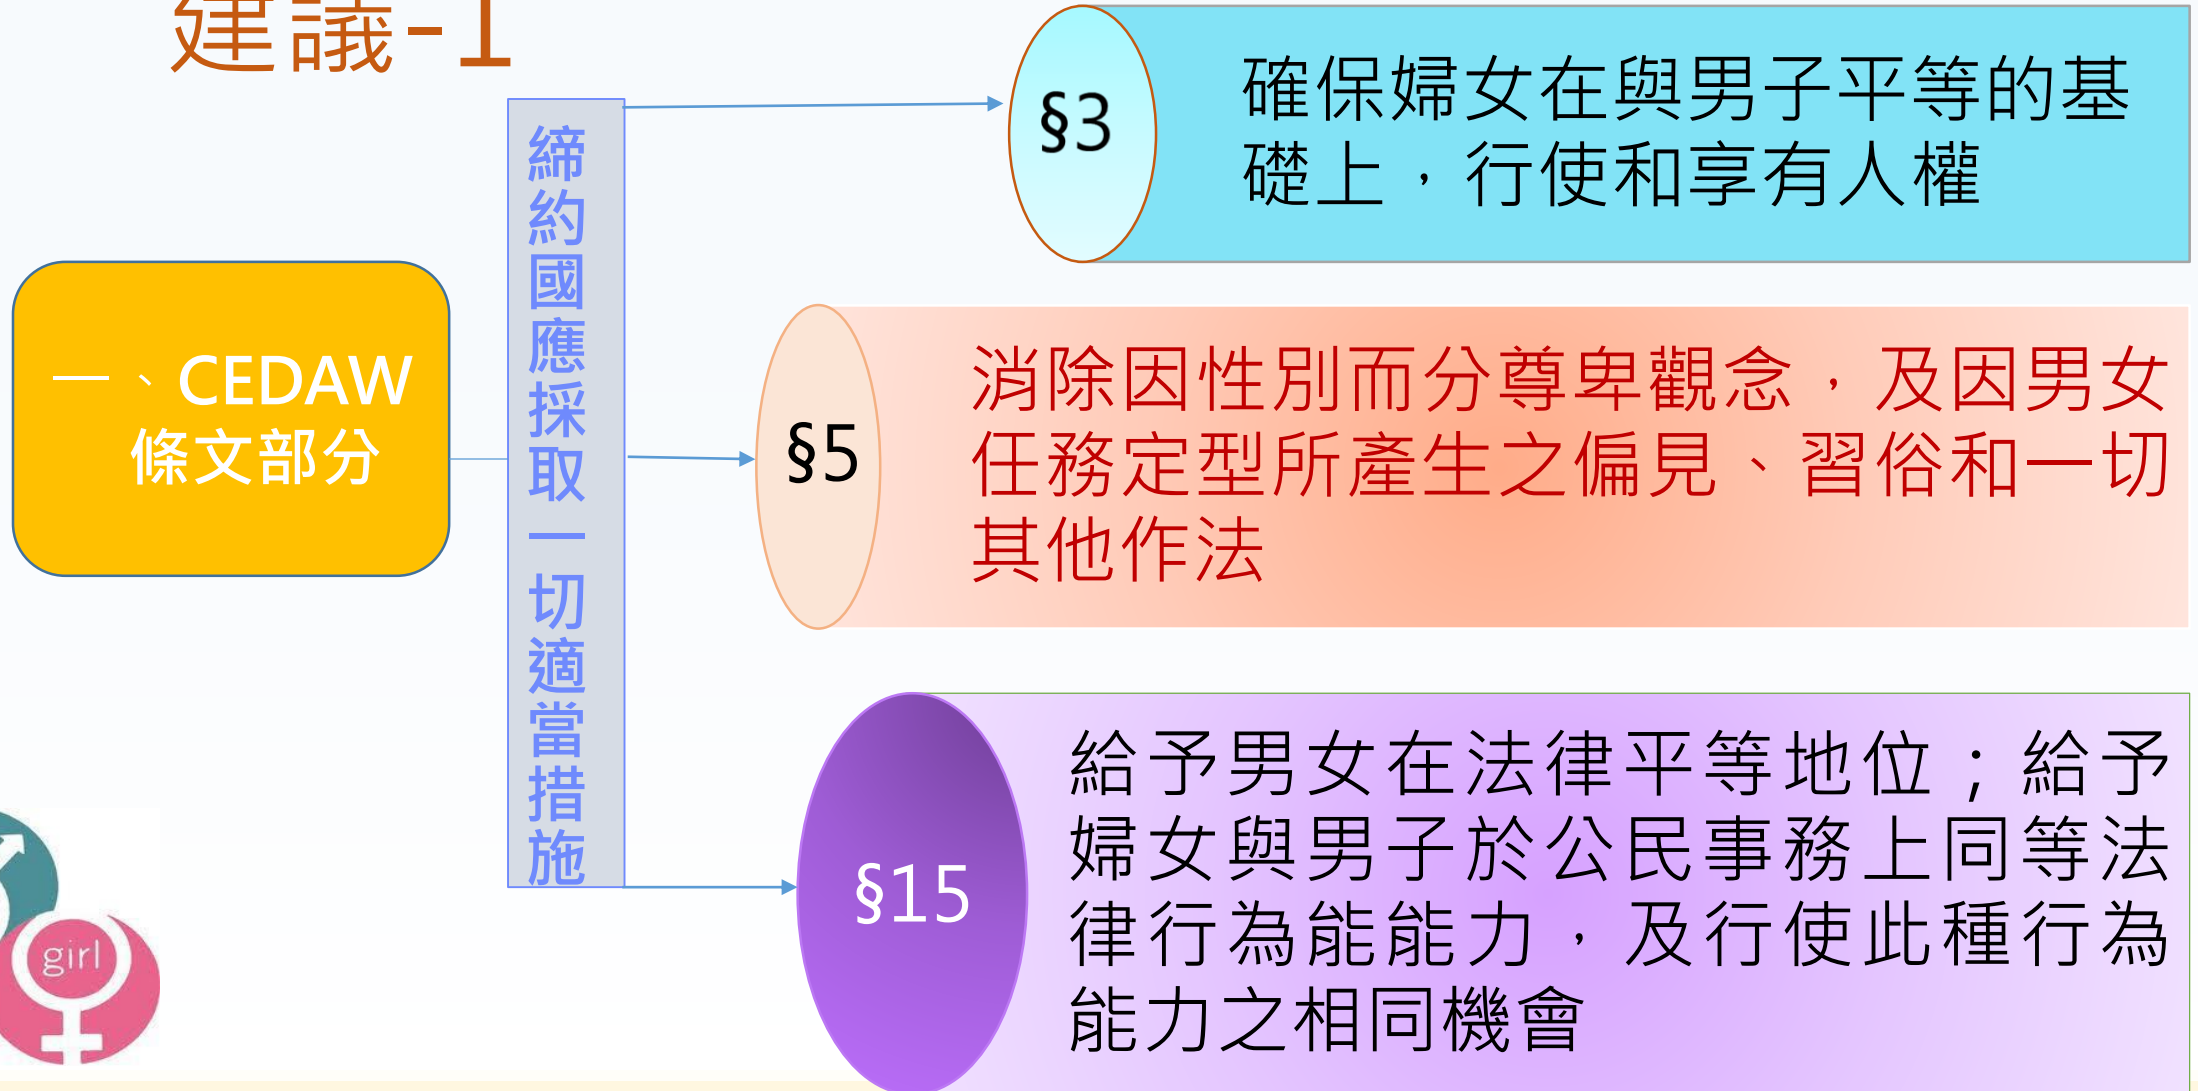 建議-1
一、CEDAW
條文部分
締約國應採取一切適當措施
§3
確保婦女在與男子平等的基
礎上，行使和享有人權
§5
消除因性別而分尊卑觀念，及因男女
任務定型所產生之偏見、習俗和一切
其他作法
§15
給予男女在法律平等地位；給予
婦女與男子於公民事務上同等法
律行為能能力，及行使此種行為
能力之相同機會
girl